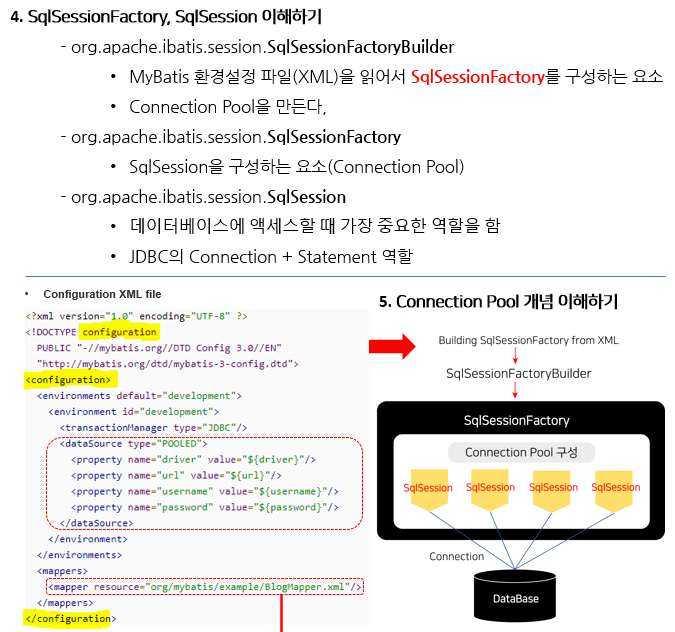 4. SqlSessionFactory, SqlSession 이해하기
- org.apache.ibatis.session.SqlSessionFactoryBuilder
• MyBatis 환경설정 파일(XML)을 읽어서 SqlSessionFactory를 구성하는 요소
• Connection Pool을 만든다,
- org.apache.ibatis.session.SqlSessionFactory
• SqlSession을 구성하는 요소(Connection Pool)
- org.apache.ibatis.session.SqlSession
• 데이터베이스에 액세스할 때 가장 중요한 역할을 함
• JDBC의 Connection + Statement 역할
• Configuration XML file
<?xml version="1.0" encoding="UTF-8" ?>
<!DOCTYPE configuration
PUBLIC "-//mybatis.org//DTD Config 3.0//EN"
"http://mybatis.org/dtd/mybatis-3-config.dtd">
<configuration>
<environments default="development">
<environment id="development">
<transactionManager type="JDBC"/>
<dataSource type="POOLED">
<property name="driver" value="${driver}"/>
<property name="url" value="${url}"/>
<property name="username" value="${username}"/>
<property name="password" value="${password}"/>
</dataSource>
</environment>
</environments>
<mappers>
<mapper resource="org/mybatis/example/BlogMapper.xml"/>
</mappers>
</configuration>
5. Connection Pool 개념 이해하기
Building SqlSessionFactory from XML
SqlSessionFactoryBuilder
SqlSessionFactory
Connection Pool 구성
SqlSession SqlSession SqlSession SqlSession
Connection
DataBase